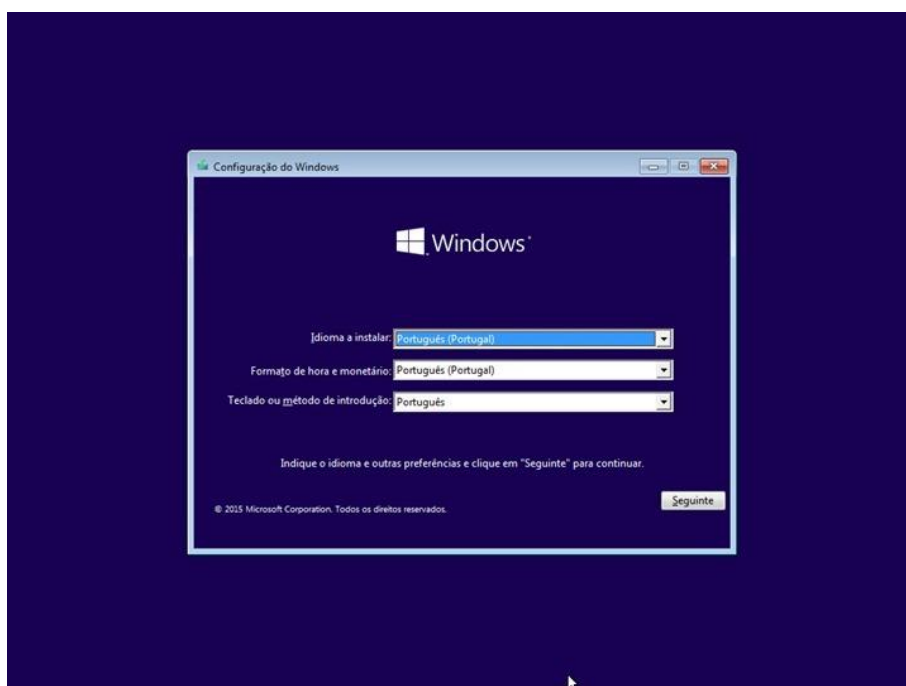 Configuração do Windows
Windows
Idioma a instalar: Português (Portugal)
Formato de hora e monetário: Português (Portugal)
Teclado ou método de introdução: Português
Indique o idioma e outras preferências e clique em "Seguinte" para continuar.
© 2015 Microsoft Corporation. Todos os direitos reservados.
Seguinte